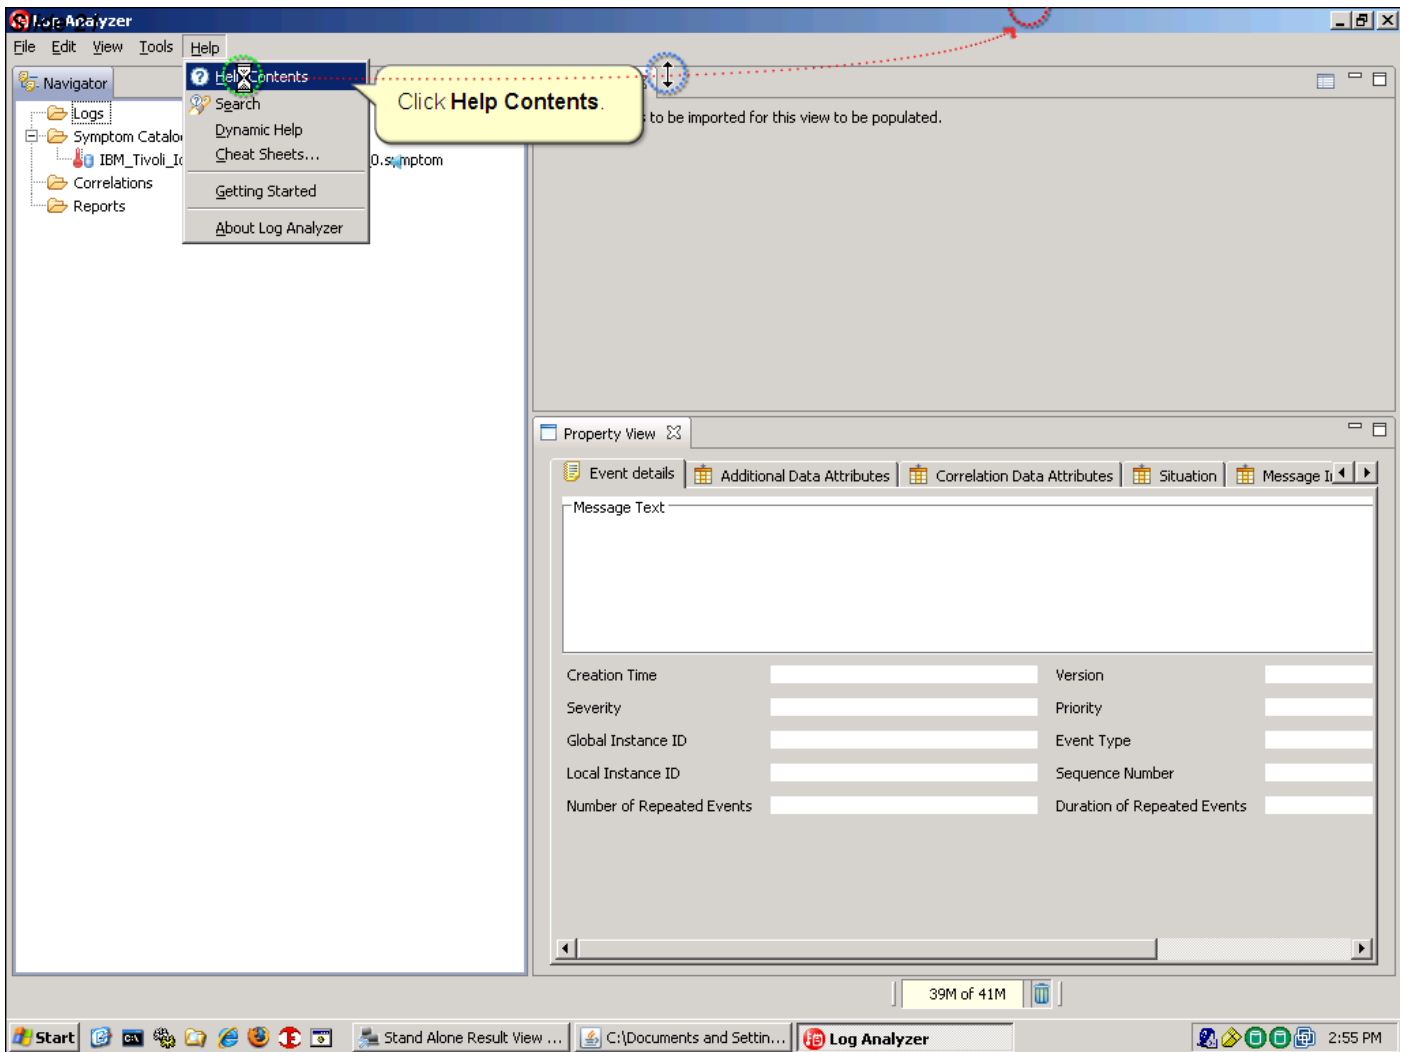 Log Analyzer
File Edit View Tools Help
Navigator
Help Contents
Search
Dynamic Help
Cheat Sheets...
Getting Started
About Log Analyzer
Click Help Contents.
to be imported for this view to be populated.
Logs
Symptom Catalo
IBM_Tivoli_Id
0.symptom
Correlations
Reports
Property View
Event details Additional Data Attributes Correlation Data Attributes Situation Message I
Message Text
Creation Time Version
Severity Priority
Global Instance ID Event Type
Local Instance ID Sequence Number
Number of Repeated Events Duration of Repeated Events
39M of 41M
Start Stand Alone Result View ... C:\Documents and Settin... Log Analyzer 2:55 PM